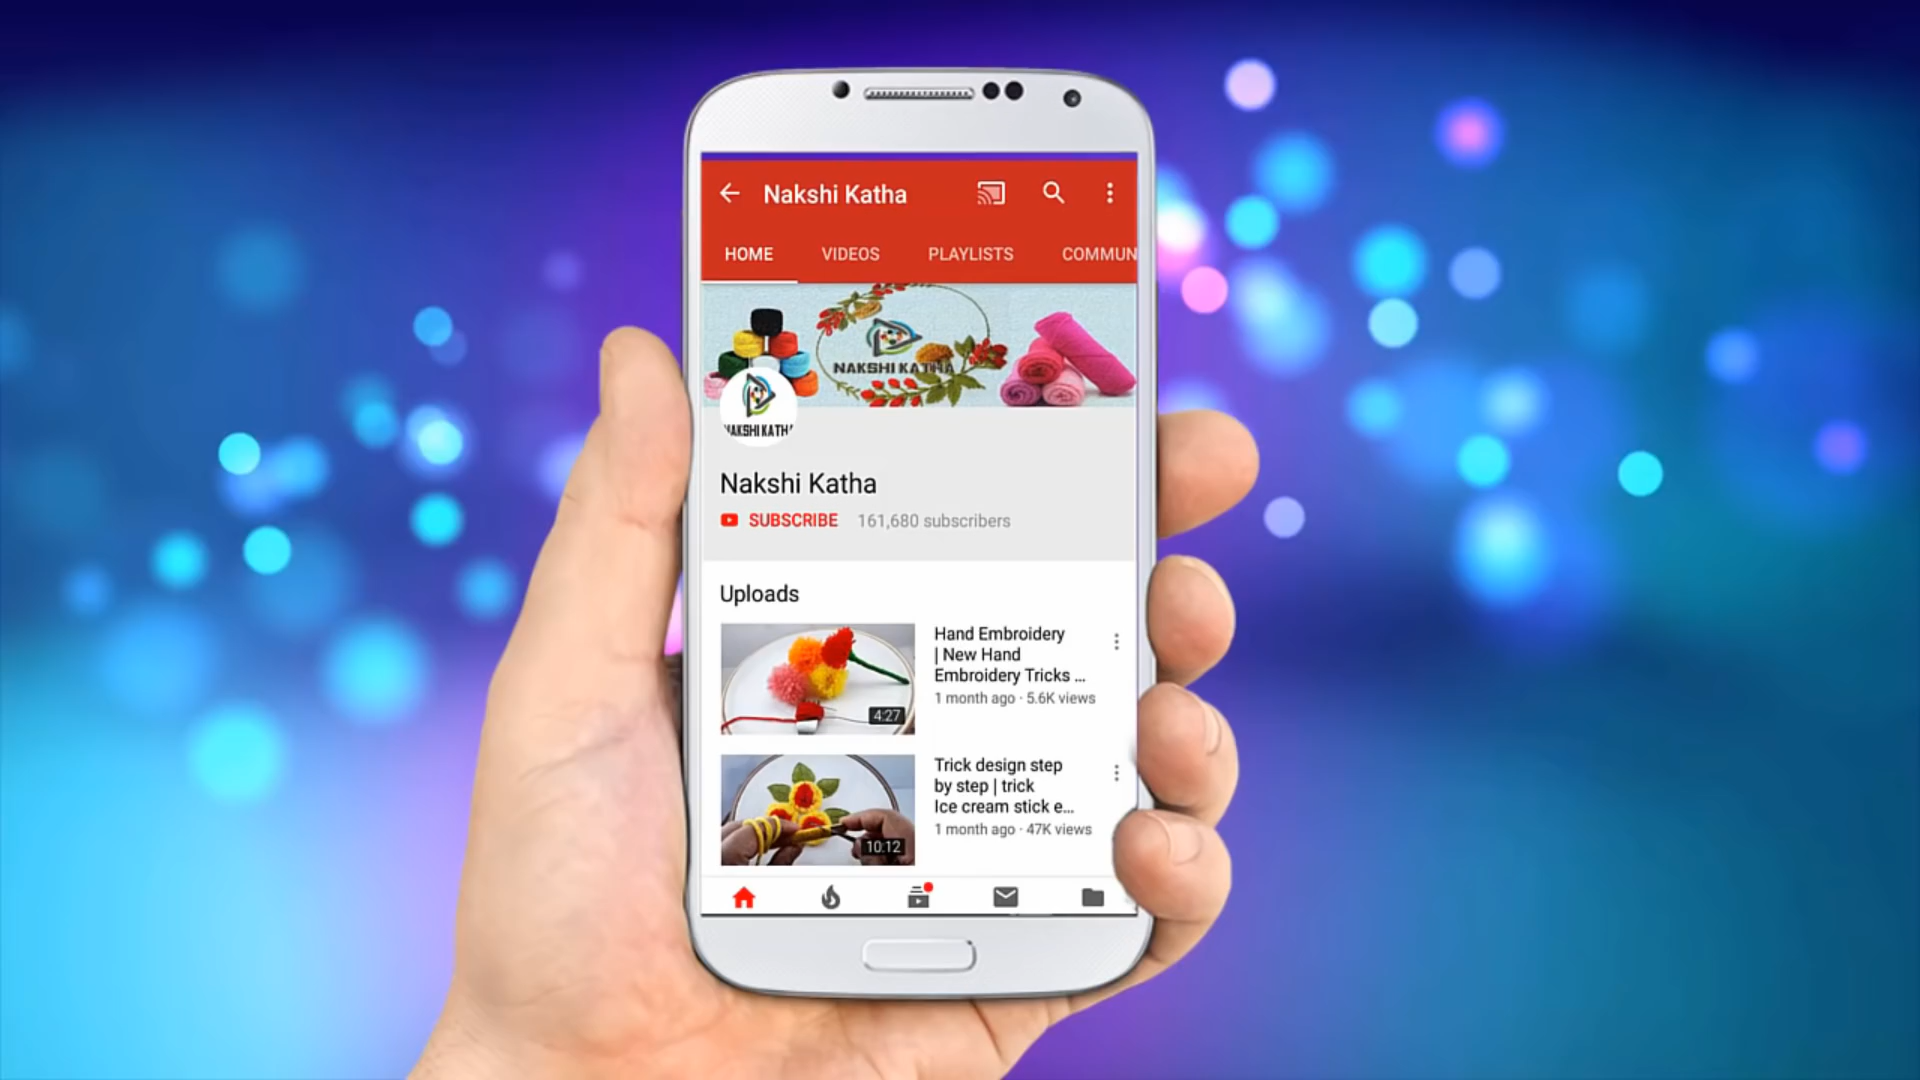 Nakshi Katha
HOME VIDEOS PLAYLISTS COMMUN
NAKSHI KATHA
NAKSHI KATHA
Nakshi Katha
SUBSCRIBE 161,680 subscribers
Uploads
Hand Embroidery
| New Hand
Embroidery Tricks ...
1 month ago · 5.6K views
4:27
Trick design step
by step | trick
Ice cream stick e...
1 month ago · 47K views
10:12